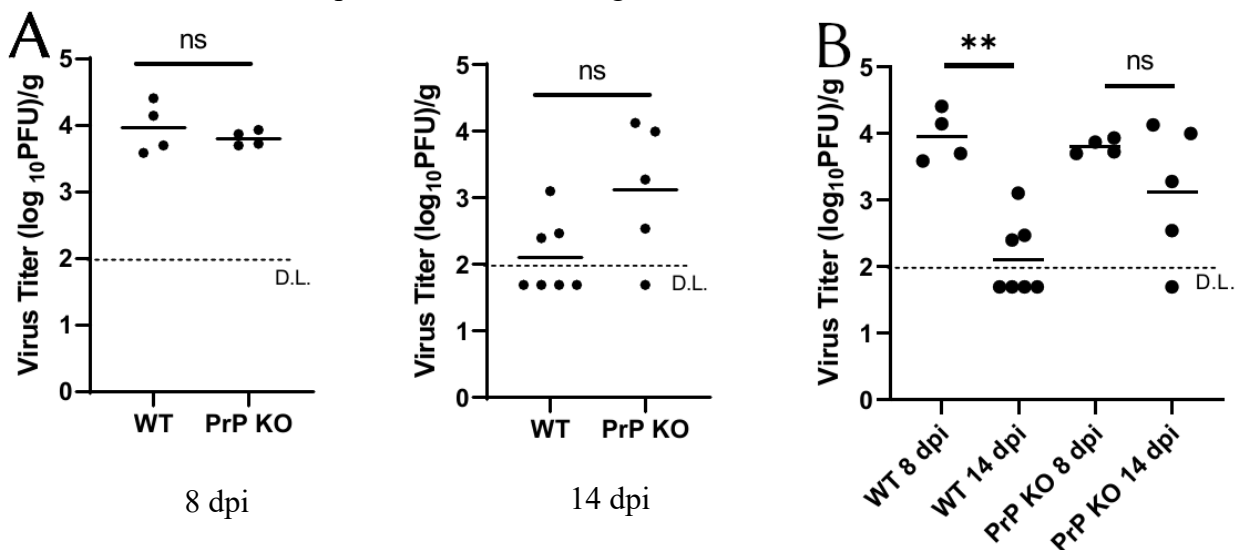 A
ns
5
4
3
2
1
0
Virus Titer (log 10PFU)/g
D.L.
WT PrP KO
8 dpi
ns
5
4
3
2
1
0
Virus Titer (log10PFU)/g
D.L.
WT PrP KO
14 dpi
B
**
ns
5
4
3
2
1
0
Virus Titer (log10PFU)/g
D.L.
WT 8 dpi
WT 14 dpi
PrP KO 8 dpi
PrP KO 14 dpi